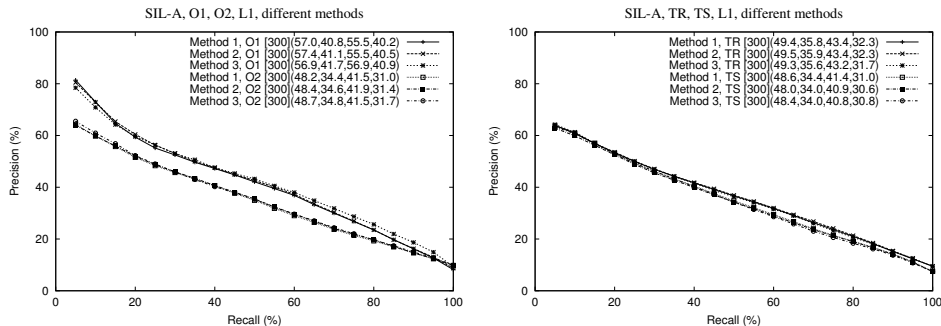 SIL-A, O1, O2, L1, different methods
Method 1, O1 [300](57.0,40.8,55.5,40.2)
Method 2, O1 [300](57.4,41.1,55.9,40.5)
Method 3, O1 [300](56.9,41.7,56.9,40.9)
Method 1, O2 [300](48.2,34.4,41.5,31.0)
Method 2, O2 [300](48.4,34.6,41.9,31.4)
Method 3, O2 [300](48.7,34.8,41.5,31.7)
Precision (%)
100
80
60
40
20
0
0 20 40 60 80 100
Recall (%)
SIL-A, TR, TS, L1, different methods
Method 1, TR [300](49.4,35.8,43.4,32.3)
Method 2, TR [300](49.5,35.9,43.4,32.3)
Method 3, TR [300](49.3,35.6,43.2,31.7)
Method 1, TS [300](48.6,34.4,41.4,31.0)
Method 2, TS [300](48.0,34.0,40.9,30.6)
Method 3, TS [300](48.4,34.0,40.8,30.8)
Precision (%)
100
80
60
40
20
0
0 20 40 60 80 100
Recall (%)